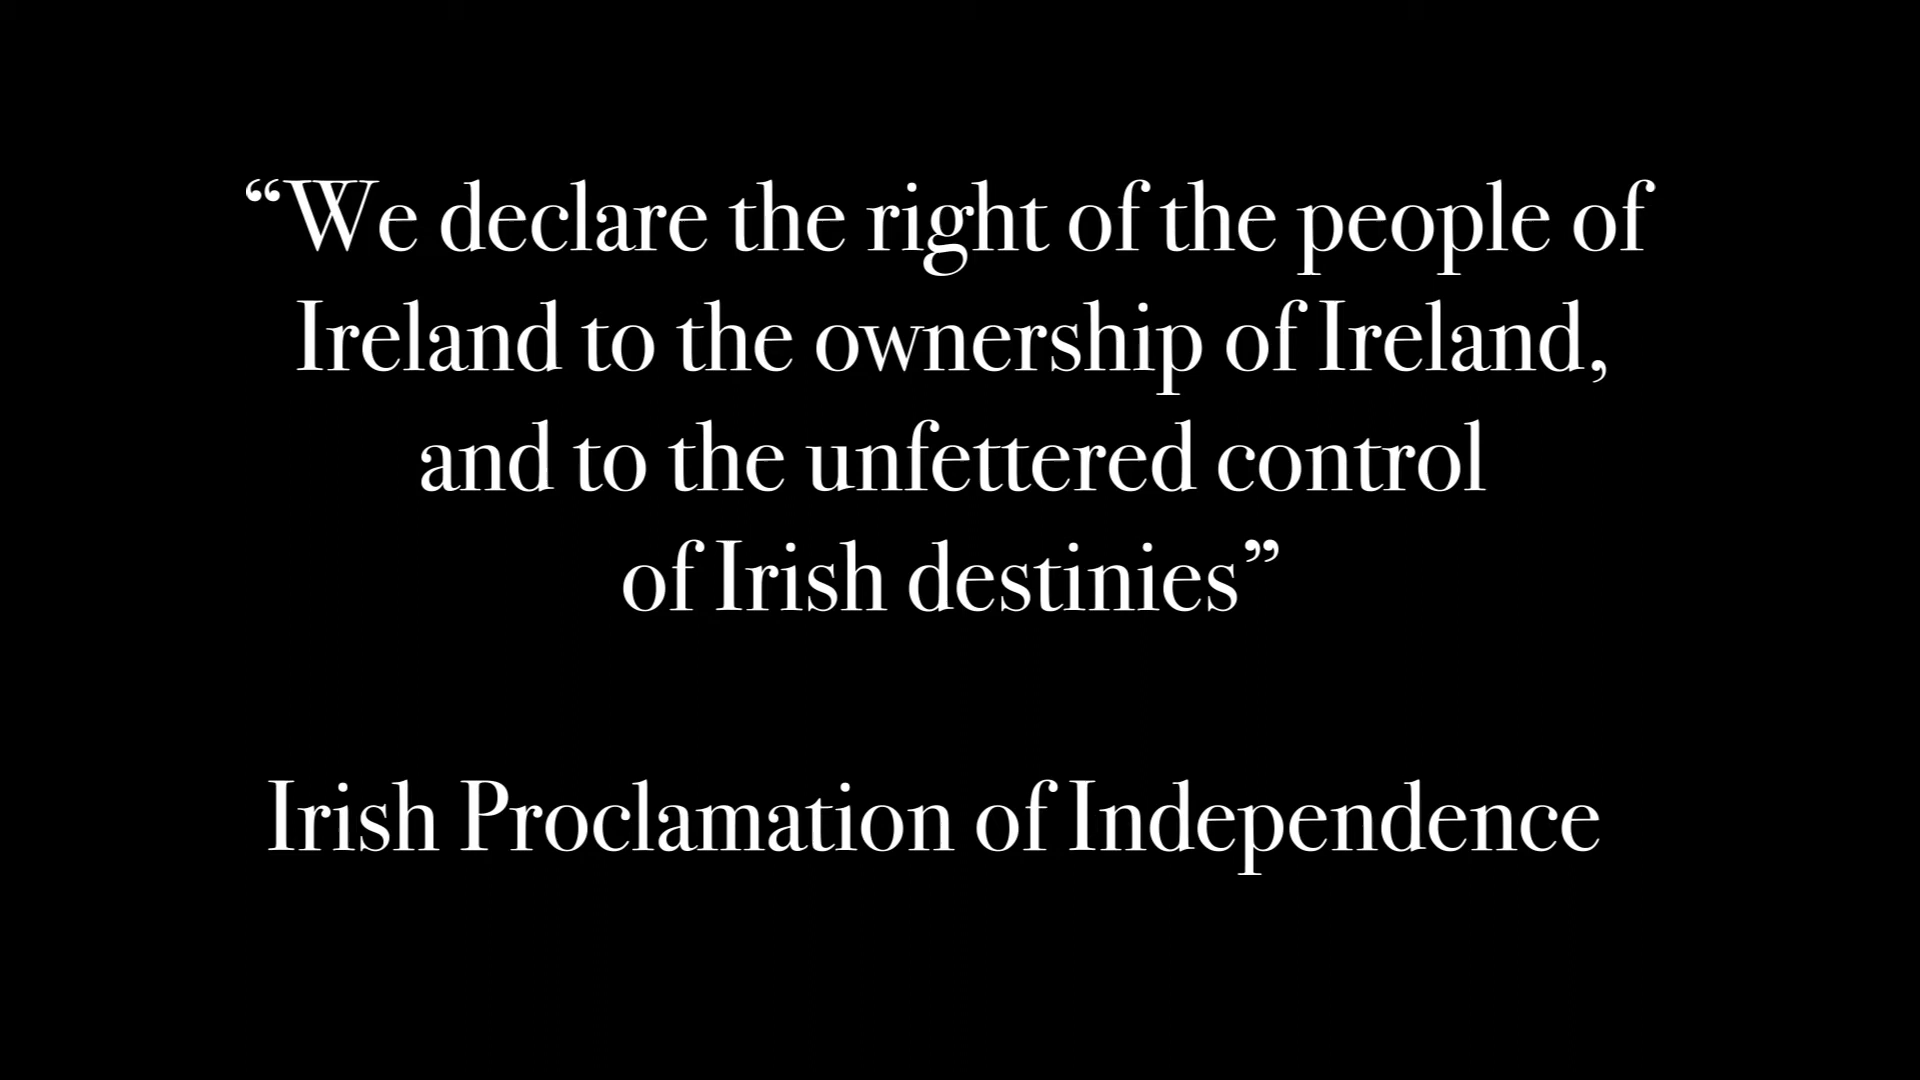 “We declare the right of the people of
Ireland to the ownership of Ireland,
and to the unfettered control
of Irish destinies”
Irish Proclamation of Independence